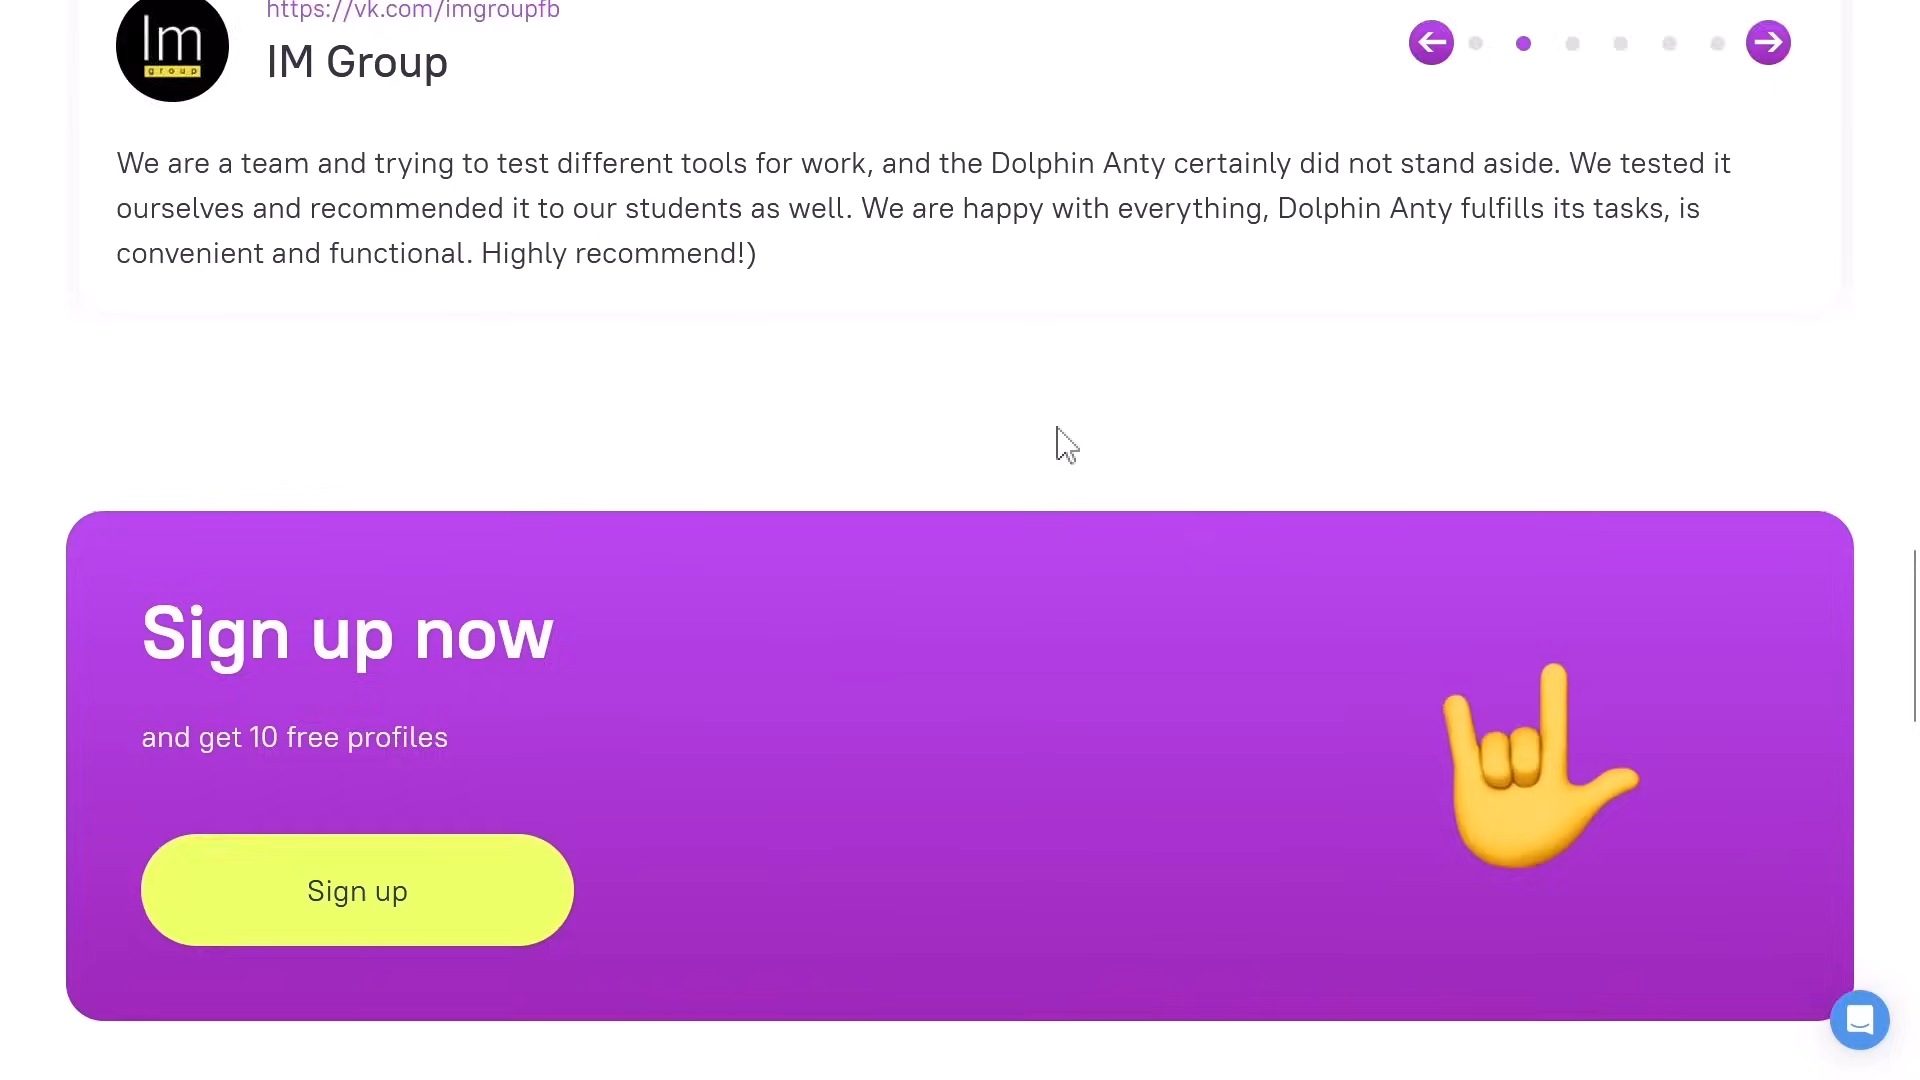 https://vk.com/imgroupfb
Im
group
IM Group
We are a team and trying to test different tools for work, and the Dolphin Anty certainly did not stand aside. We tested it
ourselves and recommended it to our students as well. We are happy with everything, Dolphin Anty fulfills its tasks, is
convenient and functional. Highly recommend!)
Sign up now
and get 10 free profiles
Sign up